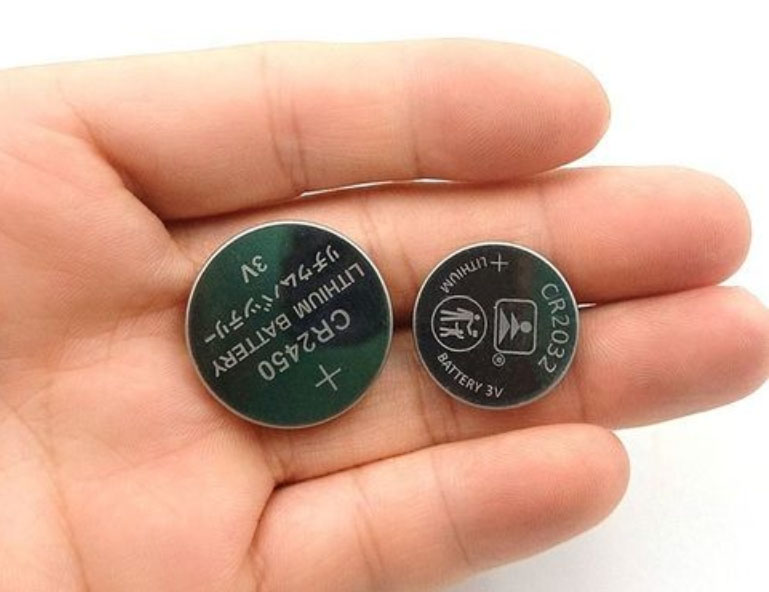 +
CR2450
LITHIUM BATTERY
リチウムバッテリー
3V
CR2032
®
+ LITHIUM
BATTERY 3V